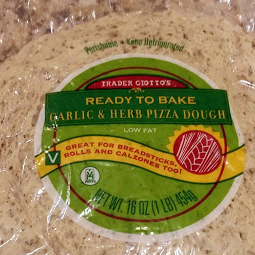 Perishable • Keep Refrigerated
TRADER GIOTTO'S
READY TO BAKE
GARLIC & HERB PIZZA DOUGH
LOW FAT
V
GREAT FOR BREADSTICKS,
ROLLS AND CALZONES TOO!
NET WT. 16 OZ (1 LB) 454g